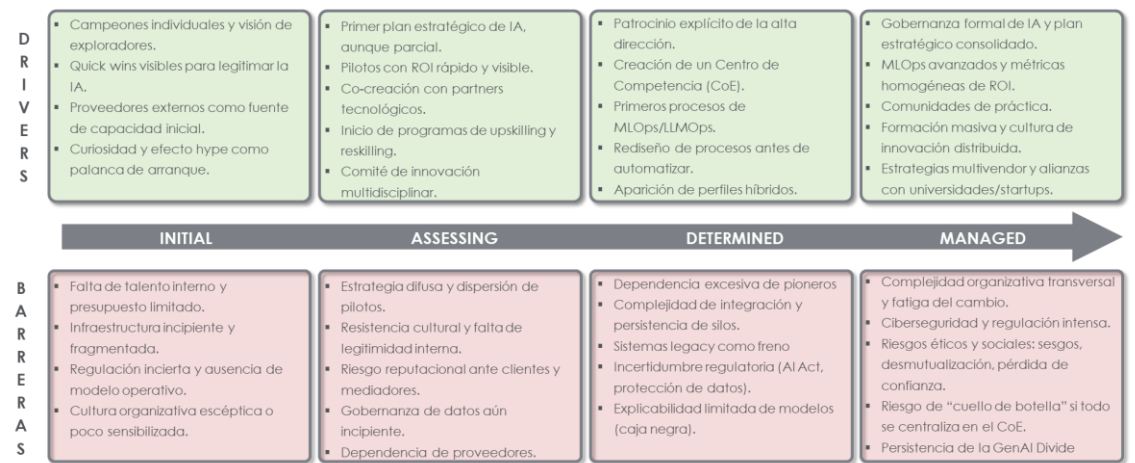 DRIVERS
▪ Campeones individuales y visión de
exploradores.
▪ Quick wins visibles para legitimar la
IA.
▪ Proveedores externos como fuente
de capacidad inicial.
▪ Curiosidad y efecto hype como
palanca de arranque.
▪ Primer plan estratégico de IA,
aunque parcial.
▪ Pilotos con ROI rápido y visible.
▪ Co-creación con partners
tecnológicos.
▪ Inicio de programas de upskilling y
reskilling.
▪ Comité de innovación
multidisciplinar.
▪ Patrocinio explícito de la alta
dirección.
▪ Creación de un Centro de
Competencia (CoE).
▪ Primeros procesos de
MLOps/LLMOps.
▪ Rediseño de procesos antes de
automatizar.
▪ Aparición de perfiles híbridos.
▪ Gobernanza formal de IA y plan
estratégico consolidado.
▪ MLOps avanzados y métricas
homogéneas de ROI.
▪ Comunidades de práctica.
▪ Formación masiva y cultura de
innovación distribuida.
▪ Estrategias multivendor y alianzas
con universidades/startups.
INITIAL
ASSESSING
DETERMINED
MANAGED
BARRERAS
▪ Falta de talento interno y
presupuesto limitado.
▪ Infraestructura incipiente y
fragmentada.
▪ Regulación incierta y ausencia de
modelo operativo.
▪ Cultura organizativa escéptica o
poco sensibilizada.
▪ Estrategia difusa y dispersión de
pilotos.
▪ Resistencia cultural y falta de
legitimidad interna.
▪ Riesgo reputacional ante clientes y
mediadores.
▪ Gobernanza de datos aún
incipiente.
▪ Dependencia de proveedores.
▪ Dependencia excesiva de pioneros
▪ Complejidad de integración y
persistencia de silos.
▪ Sistemas legacy como freno
▪ Incertidumbre regulatoria (AI Act,
protección de datos).
▪ Explicabilidad limitada de modelos
(caja negra).
▪ Complejidad organizativa transversal
y fatiga del cambio.
▪ Ciberseguridad y regulación intensa.
▪ Riesgos éticos y sociales: sesgos,
desmutualización, pérdida de
confianza.
▪ Riesgo de “cuello de botella” si todo
se centraliza en el CoE.
▪ Persistencia de la GenAI Divide